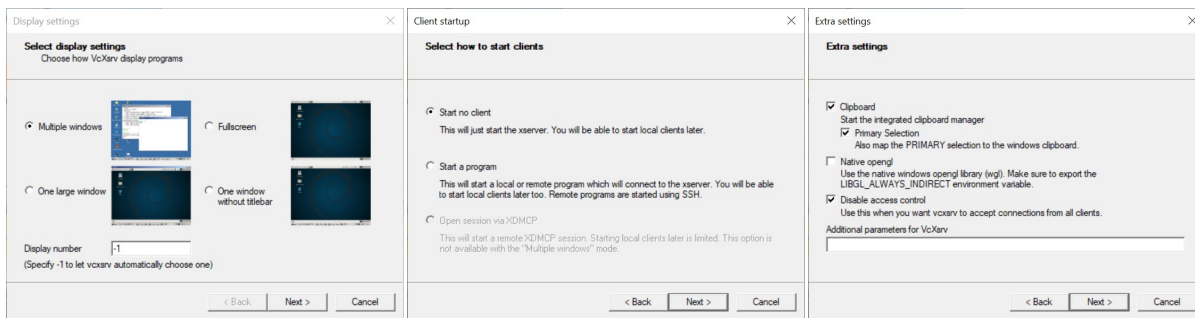 Display settings
Select display settings
Choose how VcXsrv display programs
Multiple windows
Fullscreen
One large window
One window
without titlebar
Display number
-1
(Specify -1 to let vcxsrv automatically choose one)
< Back
Next >
Cancel
Client startup
Select how to start clients
Start no client
This will just start the xserver. You will be able to start local clients later.
Start a program
This will start a local or remote program which will connect to the xserver. You will be able
to start local clients later too. Remote programs are started using SSH.
Open session via XDMCP
This will start a remote XDMCP session. Starting local clients later is limited. This option is
not available with the "Multiple windows" mode.
< Back
Next >
Cancel
Extra settings
Extra settings
Clipboard
Start the integrated clipboard manager
Primary Selection
Also map the PRIMARY selection to the windows clipboard.
Native opengl
Use the native windows opengl library (wgl). Make sure to export the
LIBGL_ALWAYS_INDIRECT environment variable.
Disable access control
Use this when you want vcxsrv to accept connections from all clients.
Additional parameters for VcXsrv
< Back
Next >
Cancel